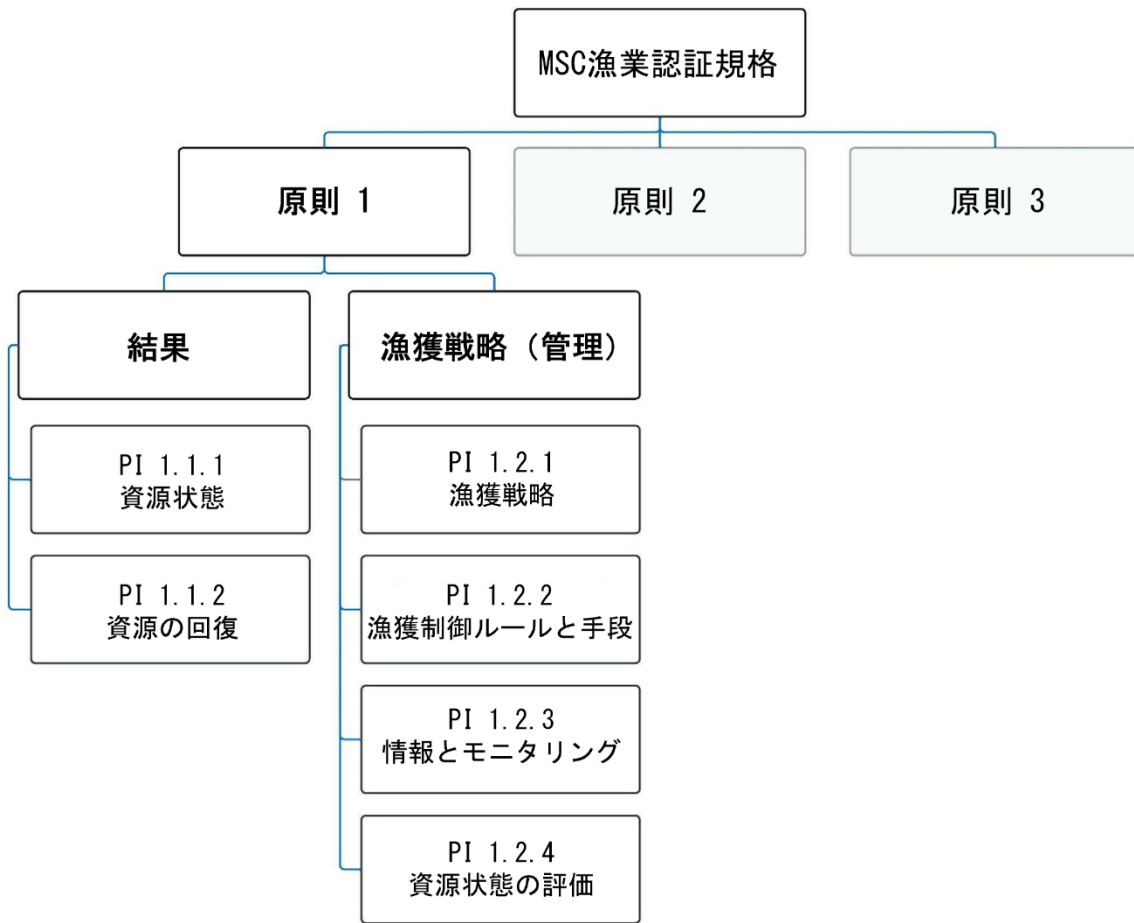 MSC漁業認証規格
原則 1
原則 2
原則 3
結果
漁獲戦略（管理）
PI 1.1.1
資源状態
PI 1.1.2
資源の回復
PI 1.2.1
漁獲戦略
PI 1.2.2
漁獲制御ルールと手段
PI 1.2.3
情報とモニタリング
PI 1.2.4
資源状態の評価